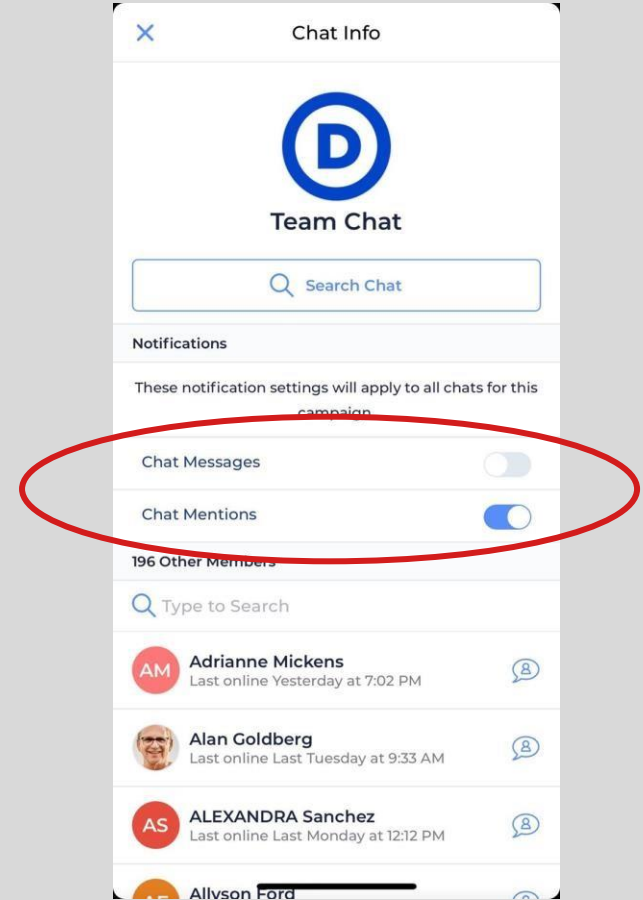 Chat Info
D
Team Chat
Search Chat
Notifications
These notification settings will apply to all chats for this
campaign
Chat Messages
Chat Mentions
196 Other Members
Type to Search
AM
Adrianne Mickens
Last online Yesterday at 7:02 PM
Alan Goldberg
Last online Last Tuesday at 9:33 AM
AS
ALEXANDRA Sanchez
Last online Last Monday at 12:12 PM
AF
Allyson Ford